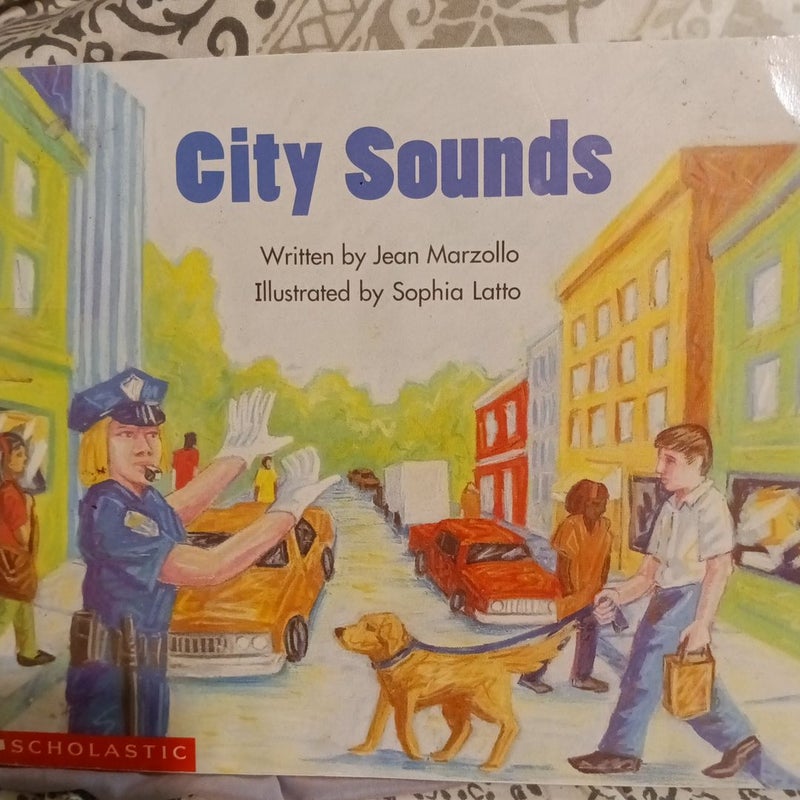 City Sounds
Written by Jean Marzollo
Illustrated by Sophia Latto
SCHOLASTIC